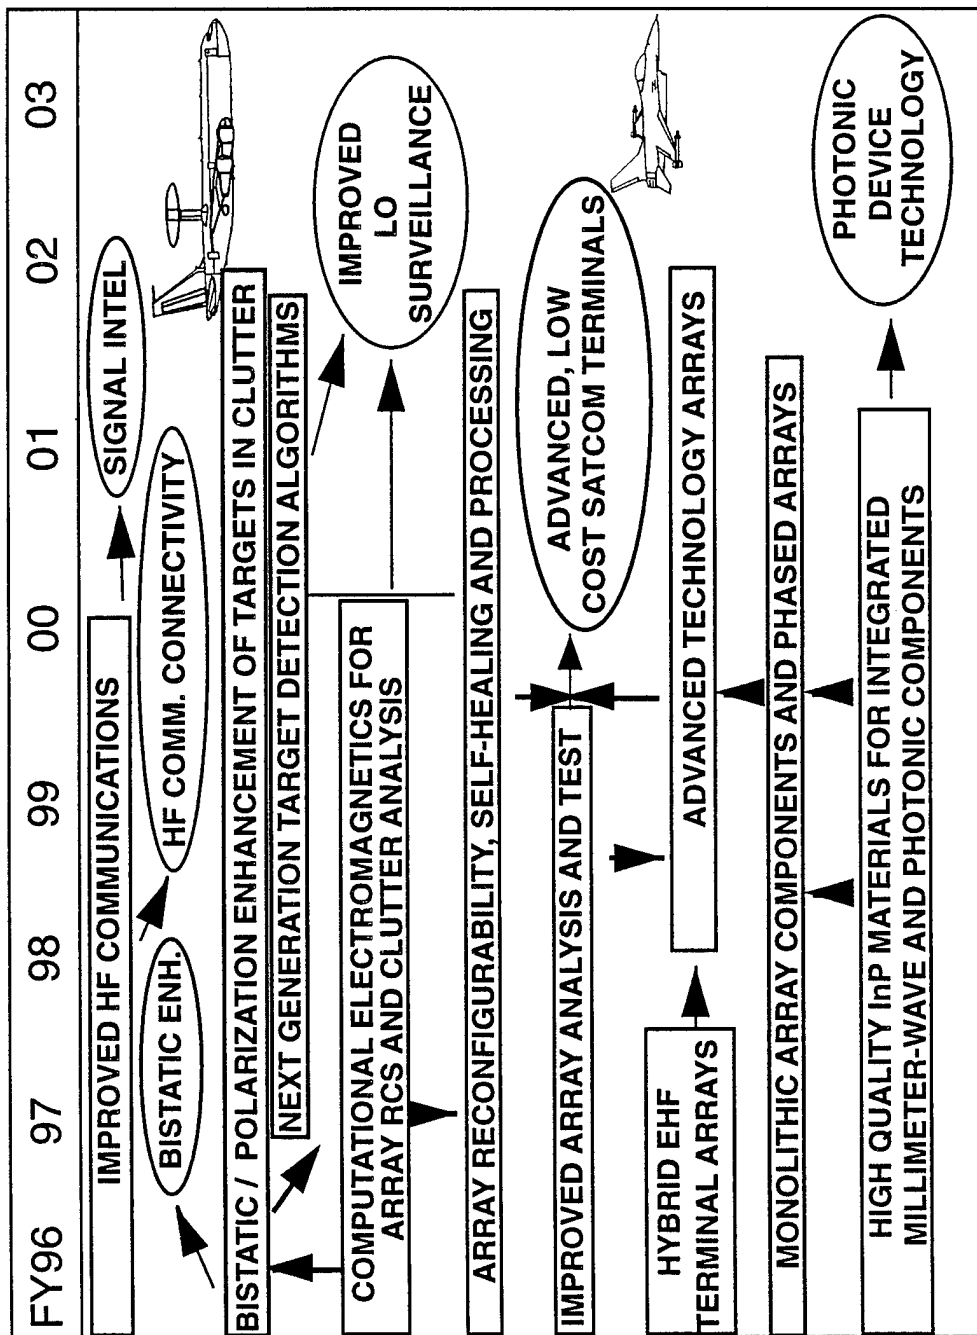 FY96 97 98 99 00 01 02 03
IMPROVED HF COMMUNICATIONS
SIGNAL INTEL
BISTATIC ENH.
HF COMM. CONNECTIVITY
BISTATIC / POLARIZATION ENHANCEMENT OF TARGETS IN CLUTTER
NEXT GENERATION TARGET DETECTION ALGORITHMS
IMPROVED
LO
SURVEILLANCE
COMPUTATIONAL ELECTROMAGNETICS FOR
ARRAY RCS AND CLUTTER ANALYSIS
ARRAY RECONFIGURABILITY, SELF-HEALING AND PROCESSING
IMPROVED ARRAY ANALYSIS AND TEST
ADVANCED, LOW
COST SATCOM TERMINALS
HYBRID EHF
TERMINAL ARRAYS
ADVANCED TECHNOLOGY ARRAYS
MONOLITHIC ARRAY COMPONENTS AND PHASED ARRAYS
HIGH QUALITY InP MATERIALS FOR INTEGRATED
MILLIMETER-WAVE AND PHOTONIC COMPONENTS
PHOTONIC
DEVICE
TECHNOLOGY